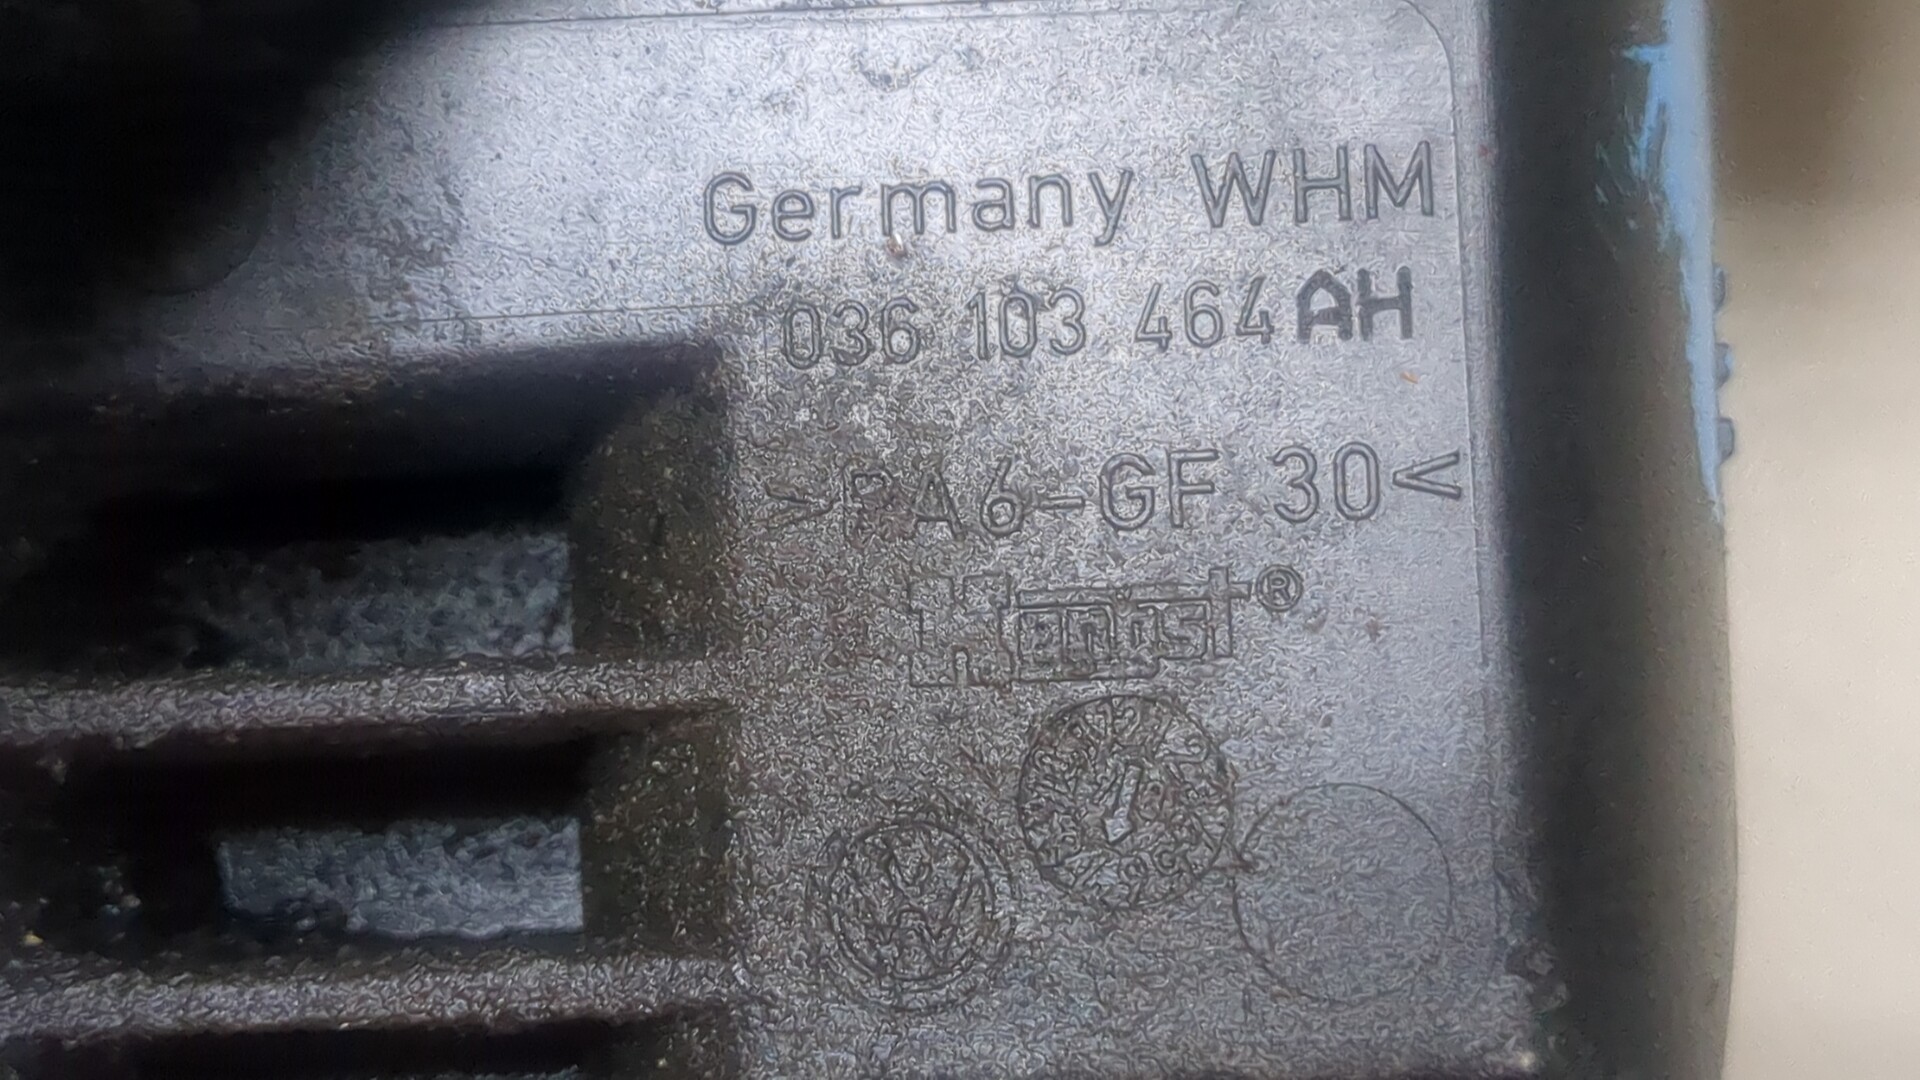 Germany WHM
036 103 464 AH
>PA6-GF 30<
Hengst®